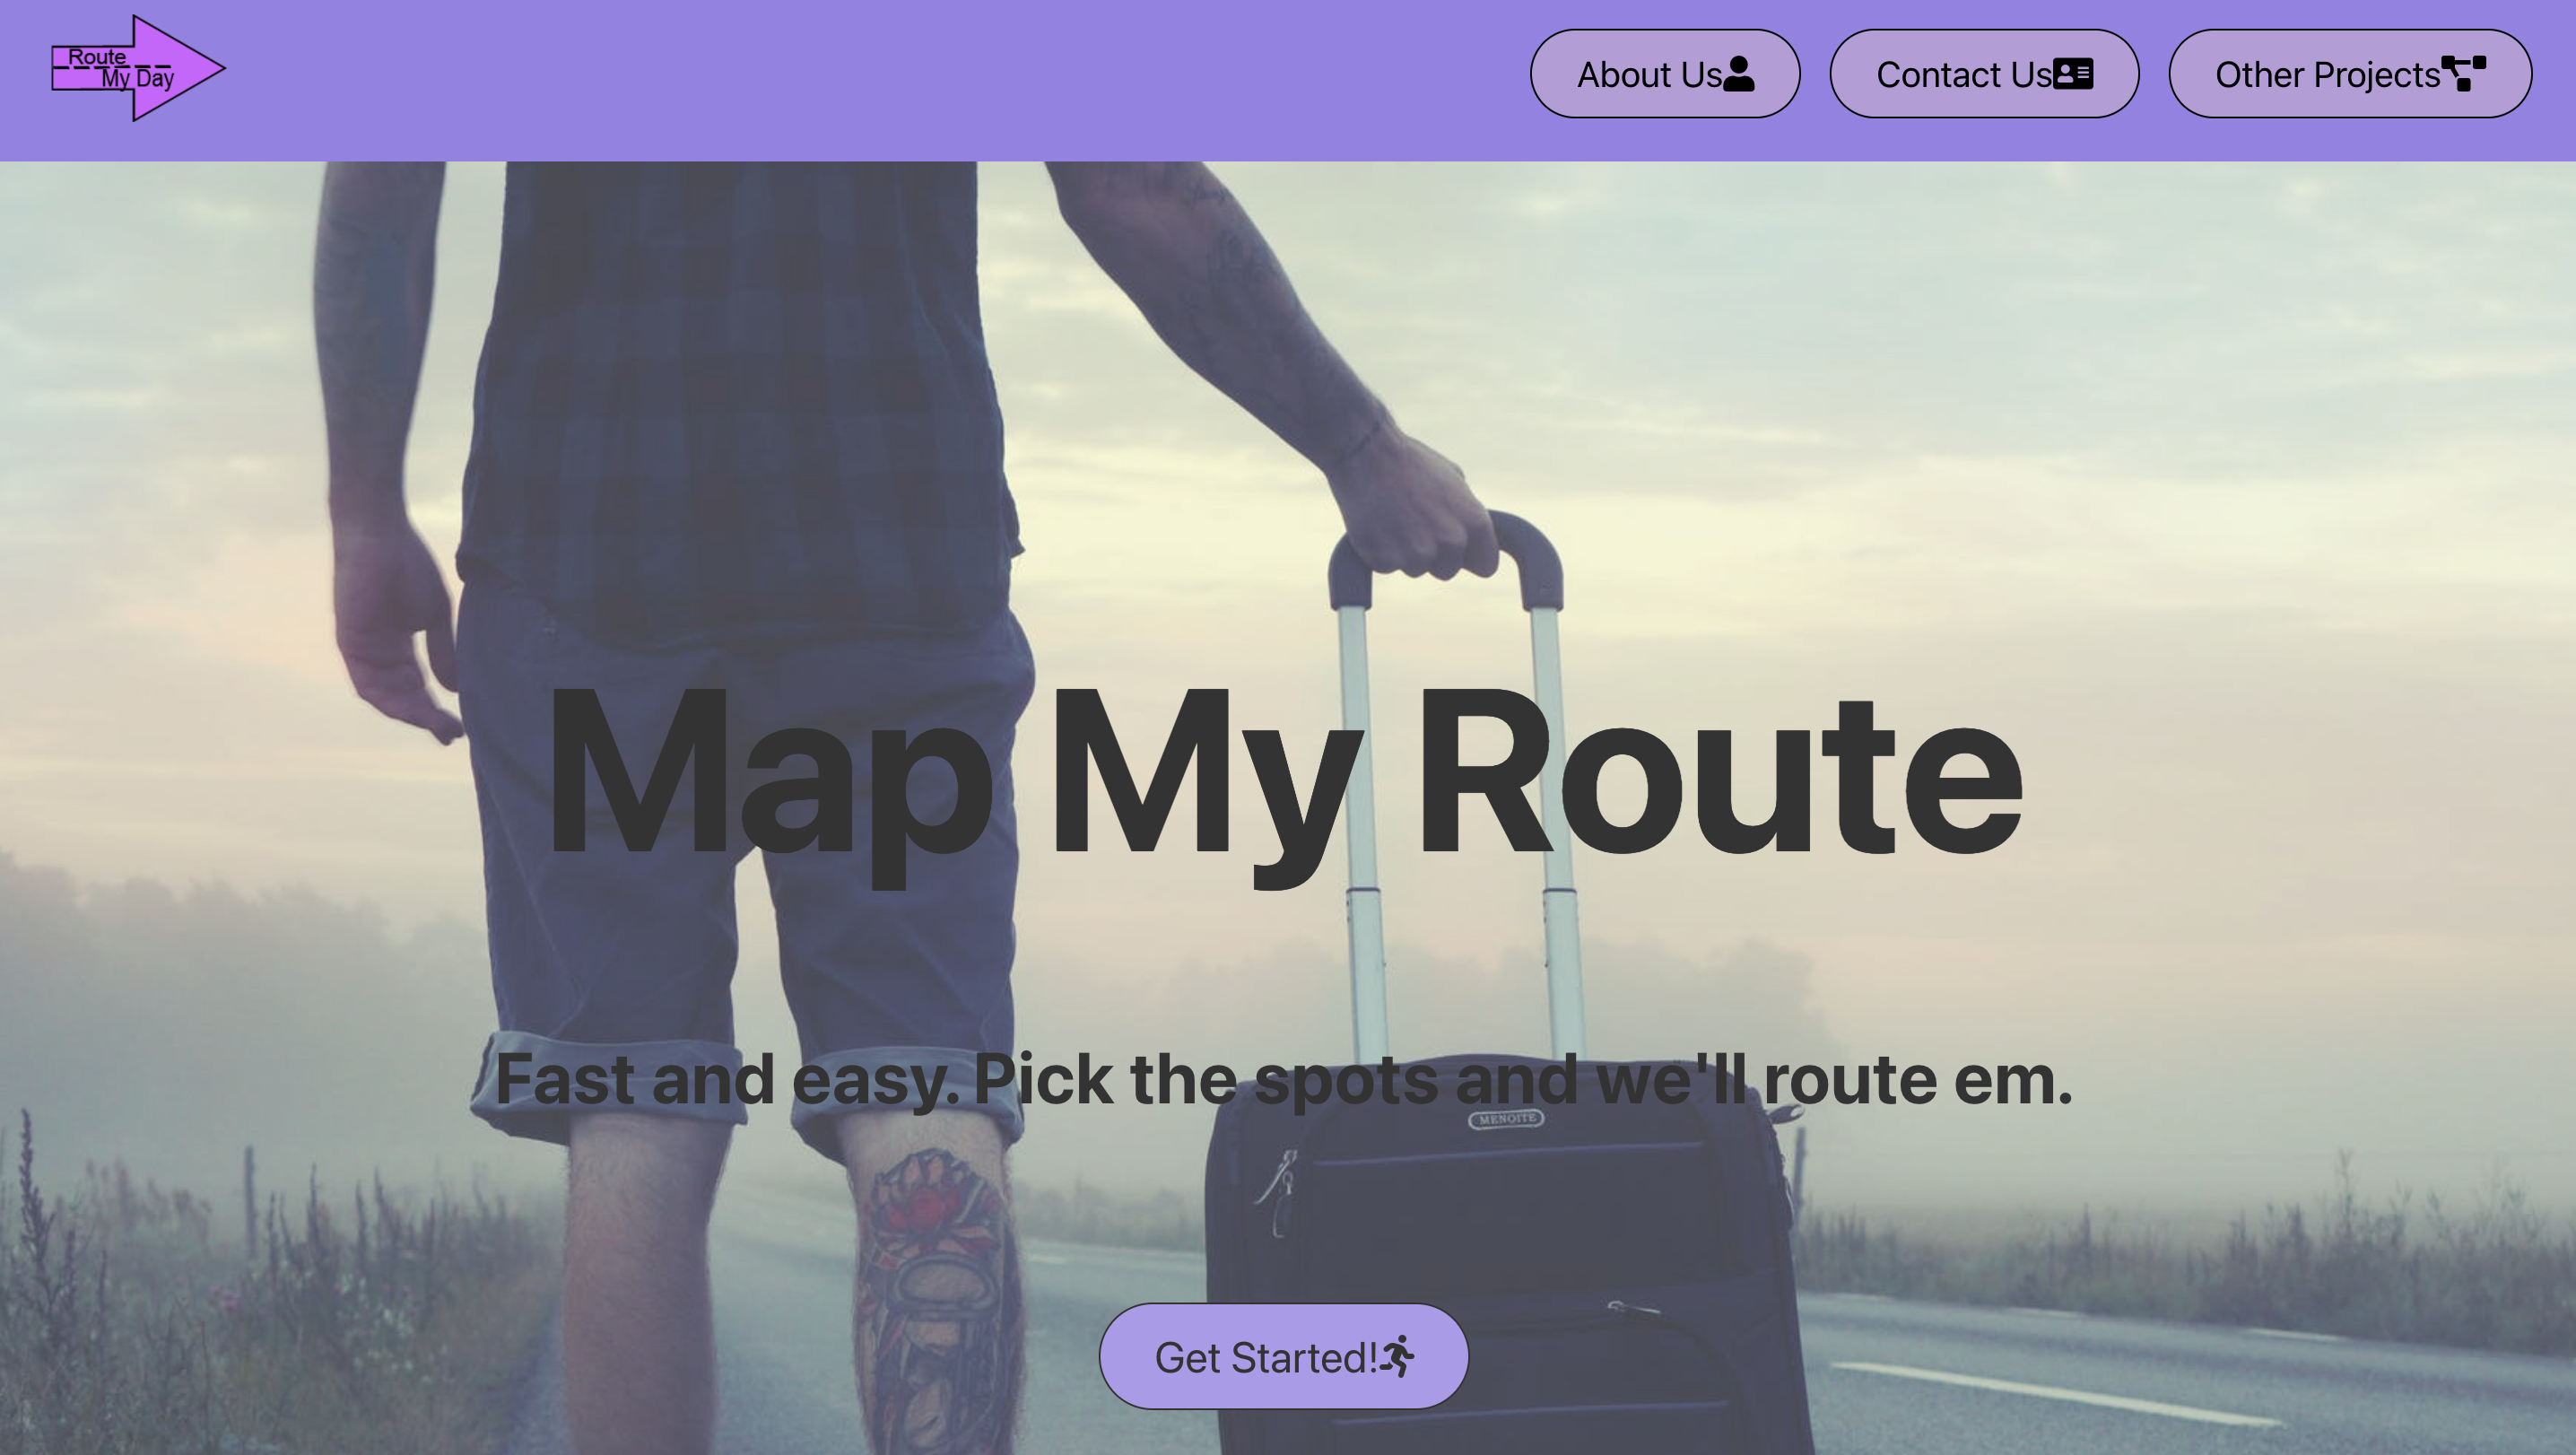 Route
My Day
About Us
Contact Us
Other Projects
Map My Route
Fast and easy. Pick the spots and we'll route em.
MENOITE
Get Started!